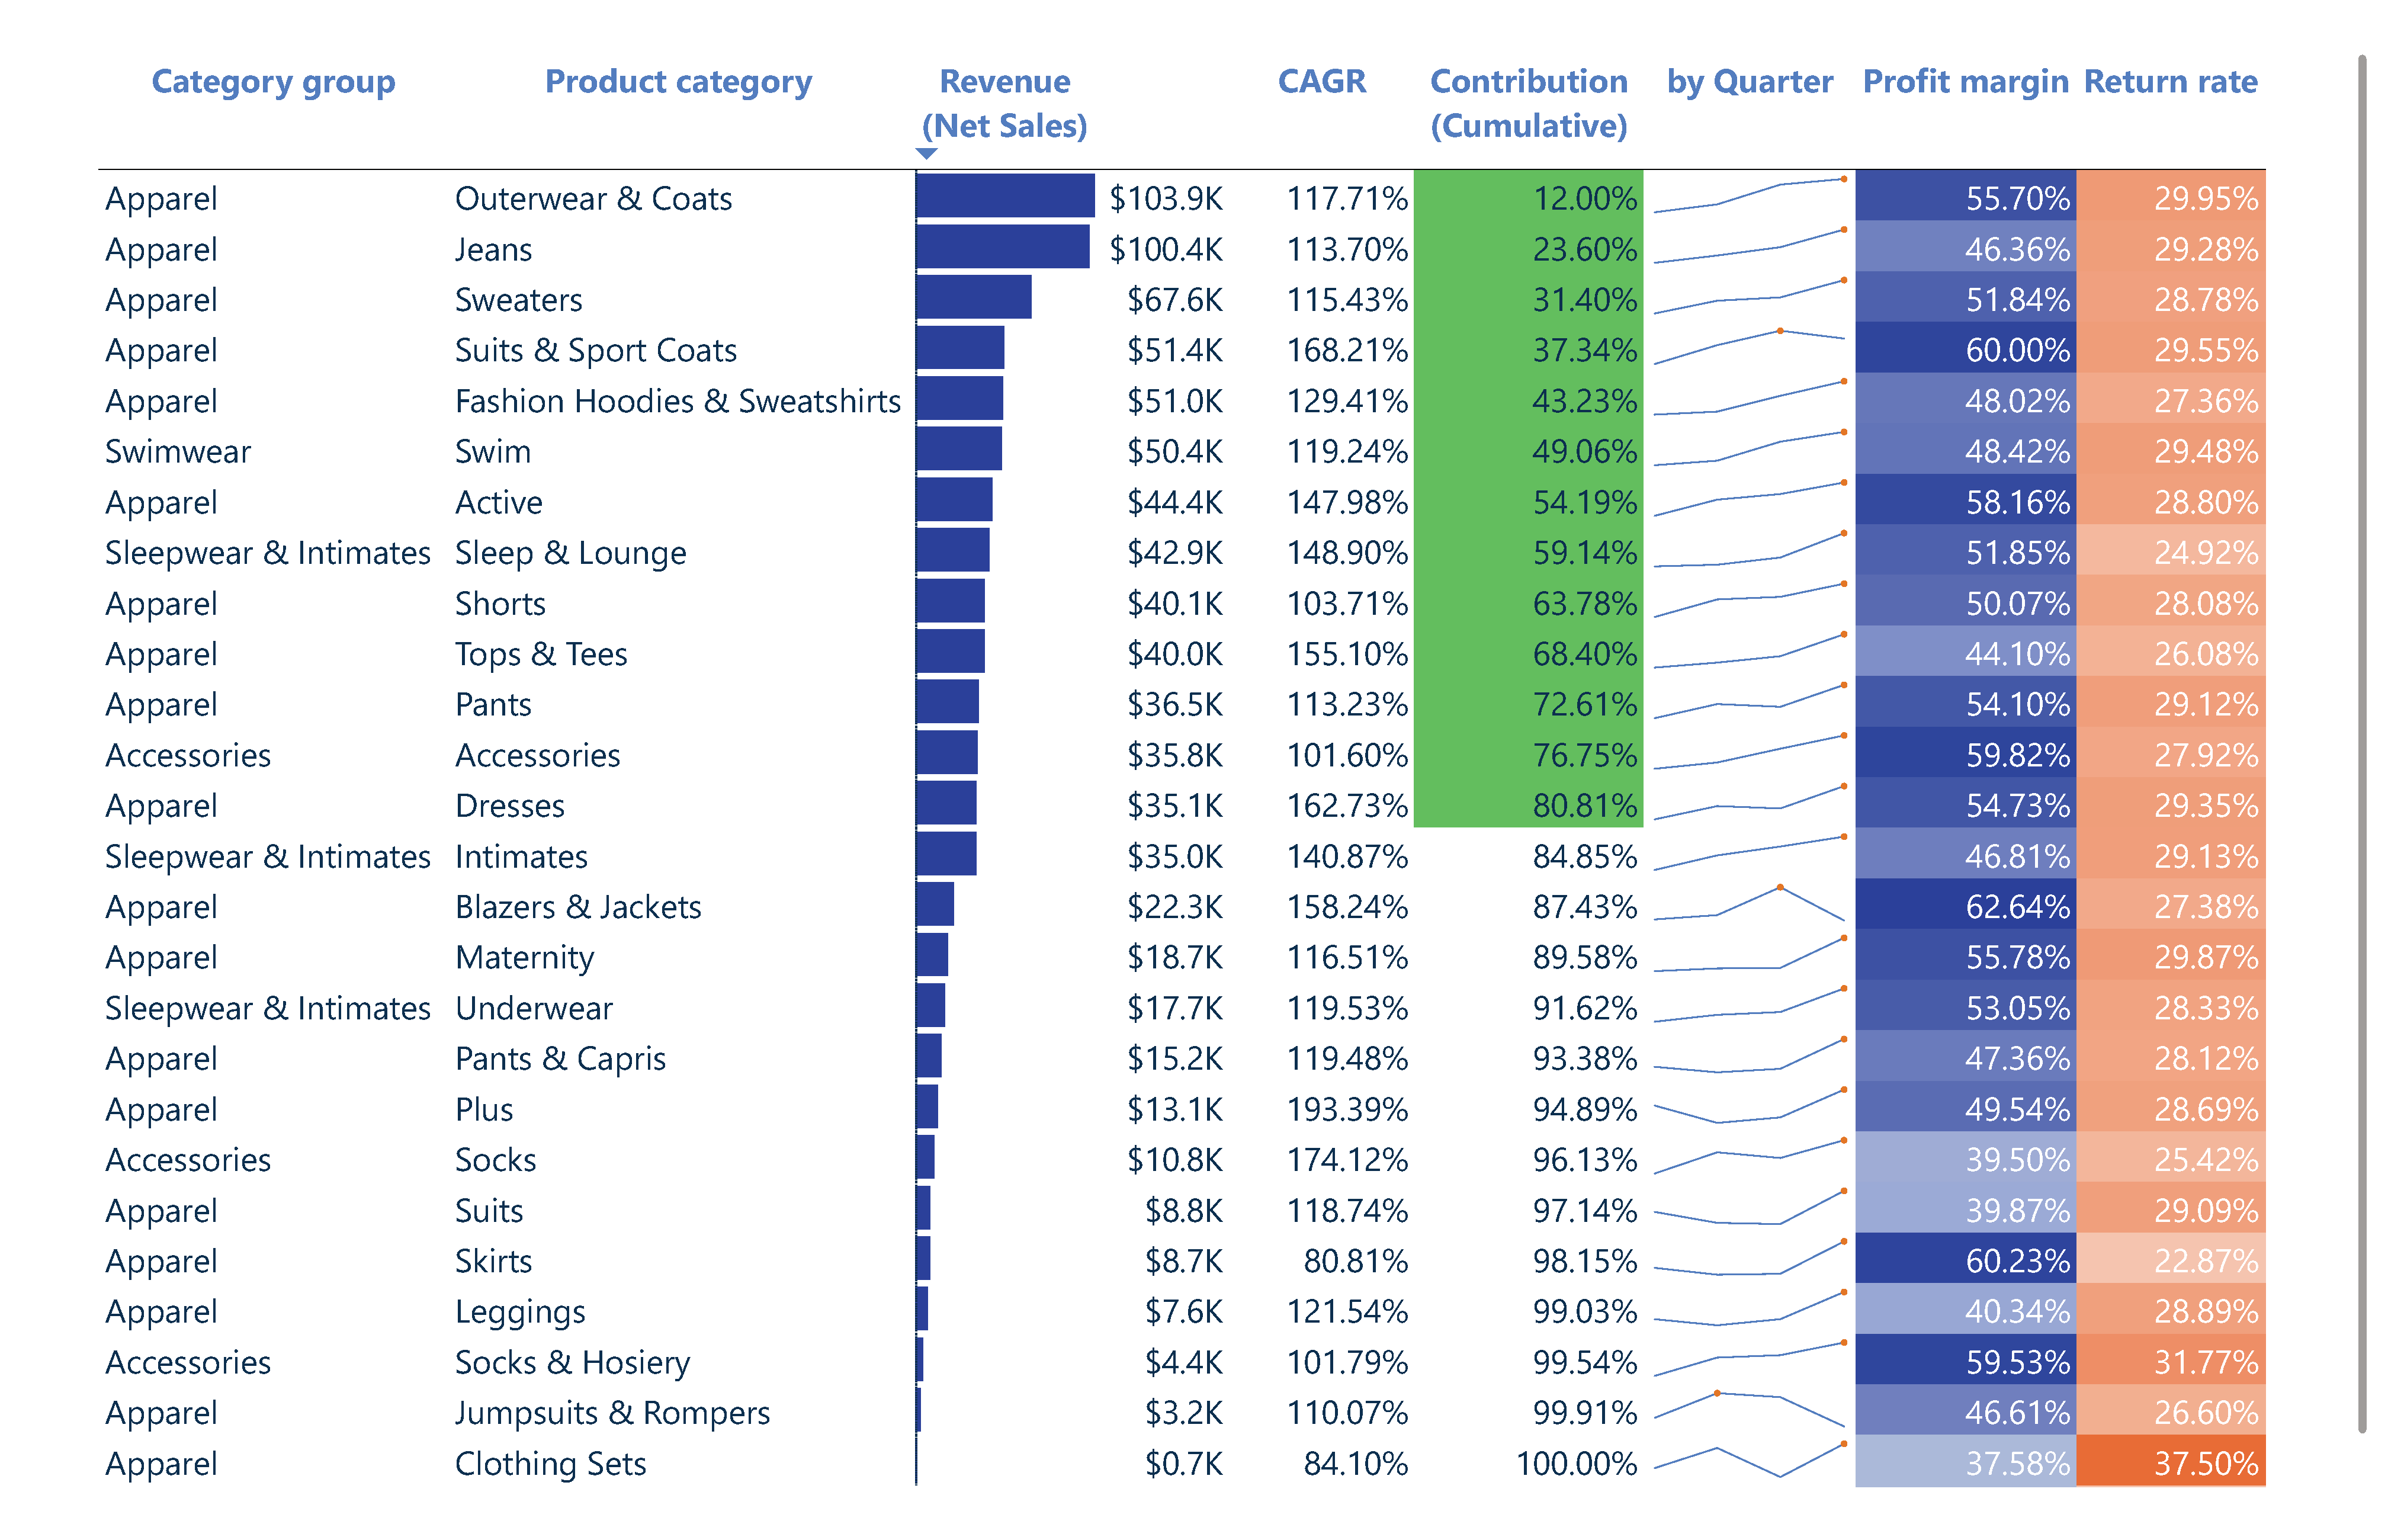 Category group Product category Revenue CAGR Contribution by Quarter Profit margin Return rate
(Net Sales) (Cumulative)
Apparel Outerwear & Coats $103.9K 117.71% 12.00% 55.70% 29.95%
Apparel Jeans $100.4K 113.70% 23.60% 46.36% 29.28%
Apparel Sweaters $67.6K 115.43% 31.40% 51.84% 28.78%
Apparel Suits & Sport Coats $51.4K 168.21% 37.34% 60.00% 29.55%
Apparel Fashion Hoodies & Sweatshirts $51.0K 129.41% 43.23% 48.02% 27.36%
Swimwear Swim $50.4K 119.24% 49.06% 48.42% 29.48%
Apparel Active $44.4K 147.98% 54.19% 58.16% 28.80%
Sleepwear & Intimates Sleep & Lounge $42.9K 148.90% 59.14% 51.85% 24.92%
Apparel Shorts $40.1K 103.71% 63.78% 50.07% 28.08%
Apparel Tops & Tees $40.0K 155.10% 68.40% 44.10% 26.08%
Apparel Pants $36.5K 113.23% 72.61% 54.10% 29.12%
Accessories Accessories $35.8K 101.60% 76.75% 59.82% 27.92%
Apparel Dresses $35.1K 162.73% 80.81% 54.73% 29.35%
Sleepwear & Intimates Intimates $35.0K 140.87% 84.85% 46.81% 29.13%
Apparel Blazers & Jackets $22.3K 158.24% 87.43% 62.64% 27.38%
Apparel Maternity $18.7K 116.51% 89.58% 55.78% 29.87%
Sleepwear & Intimates Underwear $17.7K 119.53% 91.62% 53.05% 28.33%
Apparel Pants & Capris $15.2K 119.48% 93.38% 47.36% 28.12%
Apparel Plus $13.1K 193.39% 94.89% 49.54% 28.69%
Accessories Socks $10.8K 174.12% 96.13% 39.50% 25.42%
Apparel Suits $8.8K 118.74% 97.14% 39.87% 29.09%
Apparel Skirts $8.7K 80.81% 98.15% 60.23% 22.87%
Apparel Leggings $7.6K 121.54% 99.03% 40.34% 28.89%
Accessories Socks & Hosiery $4.4K 101.79% 99.54% 59.53% 31.77%
Apparel Jumpsuits & Rompers $3.2K 110.07% 99.91% 46.61% 26.60%
Apparel Clothing Sets $0.7K 84.10% 100.00% 37.58% 37.50%